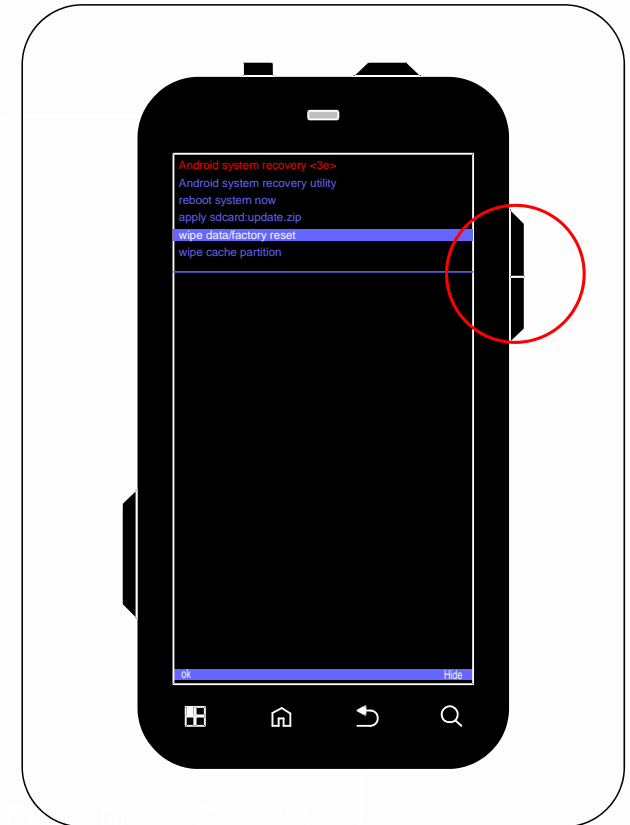 Android system recovery <3e>
Android system recovery utility
reboot system now
apply sdcard:update.zip
wipe data/factory reset
wipe cache partition
ok Hide